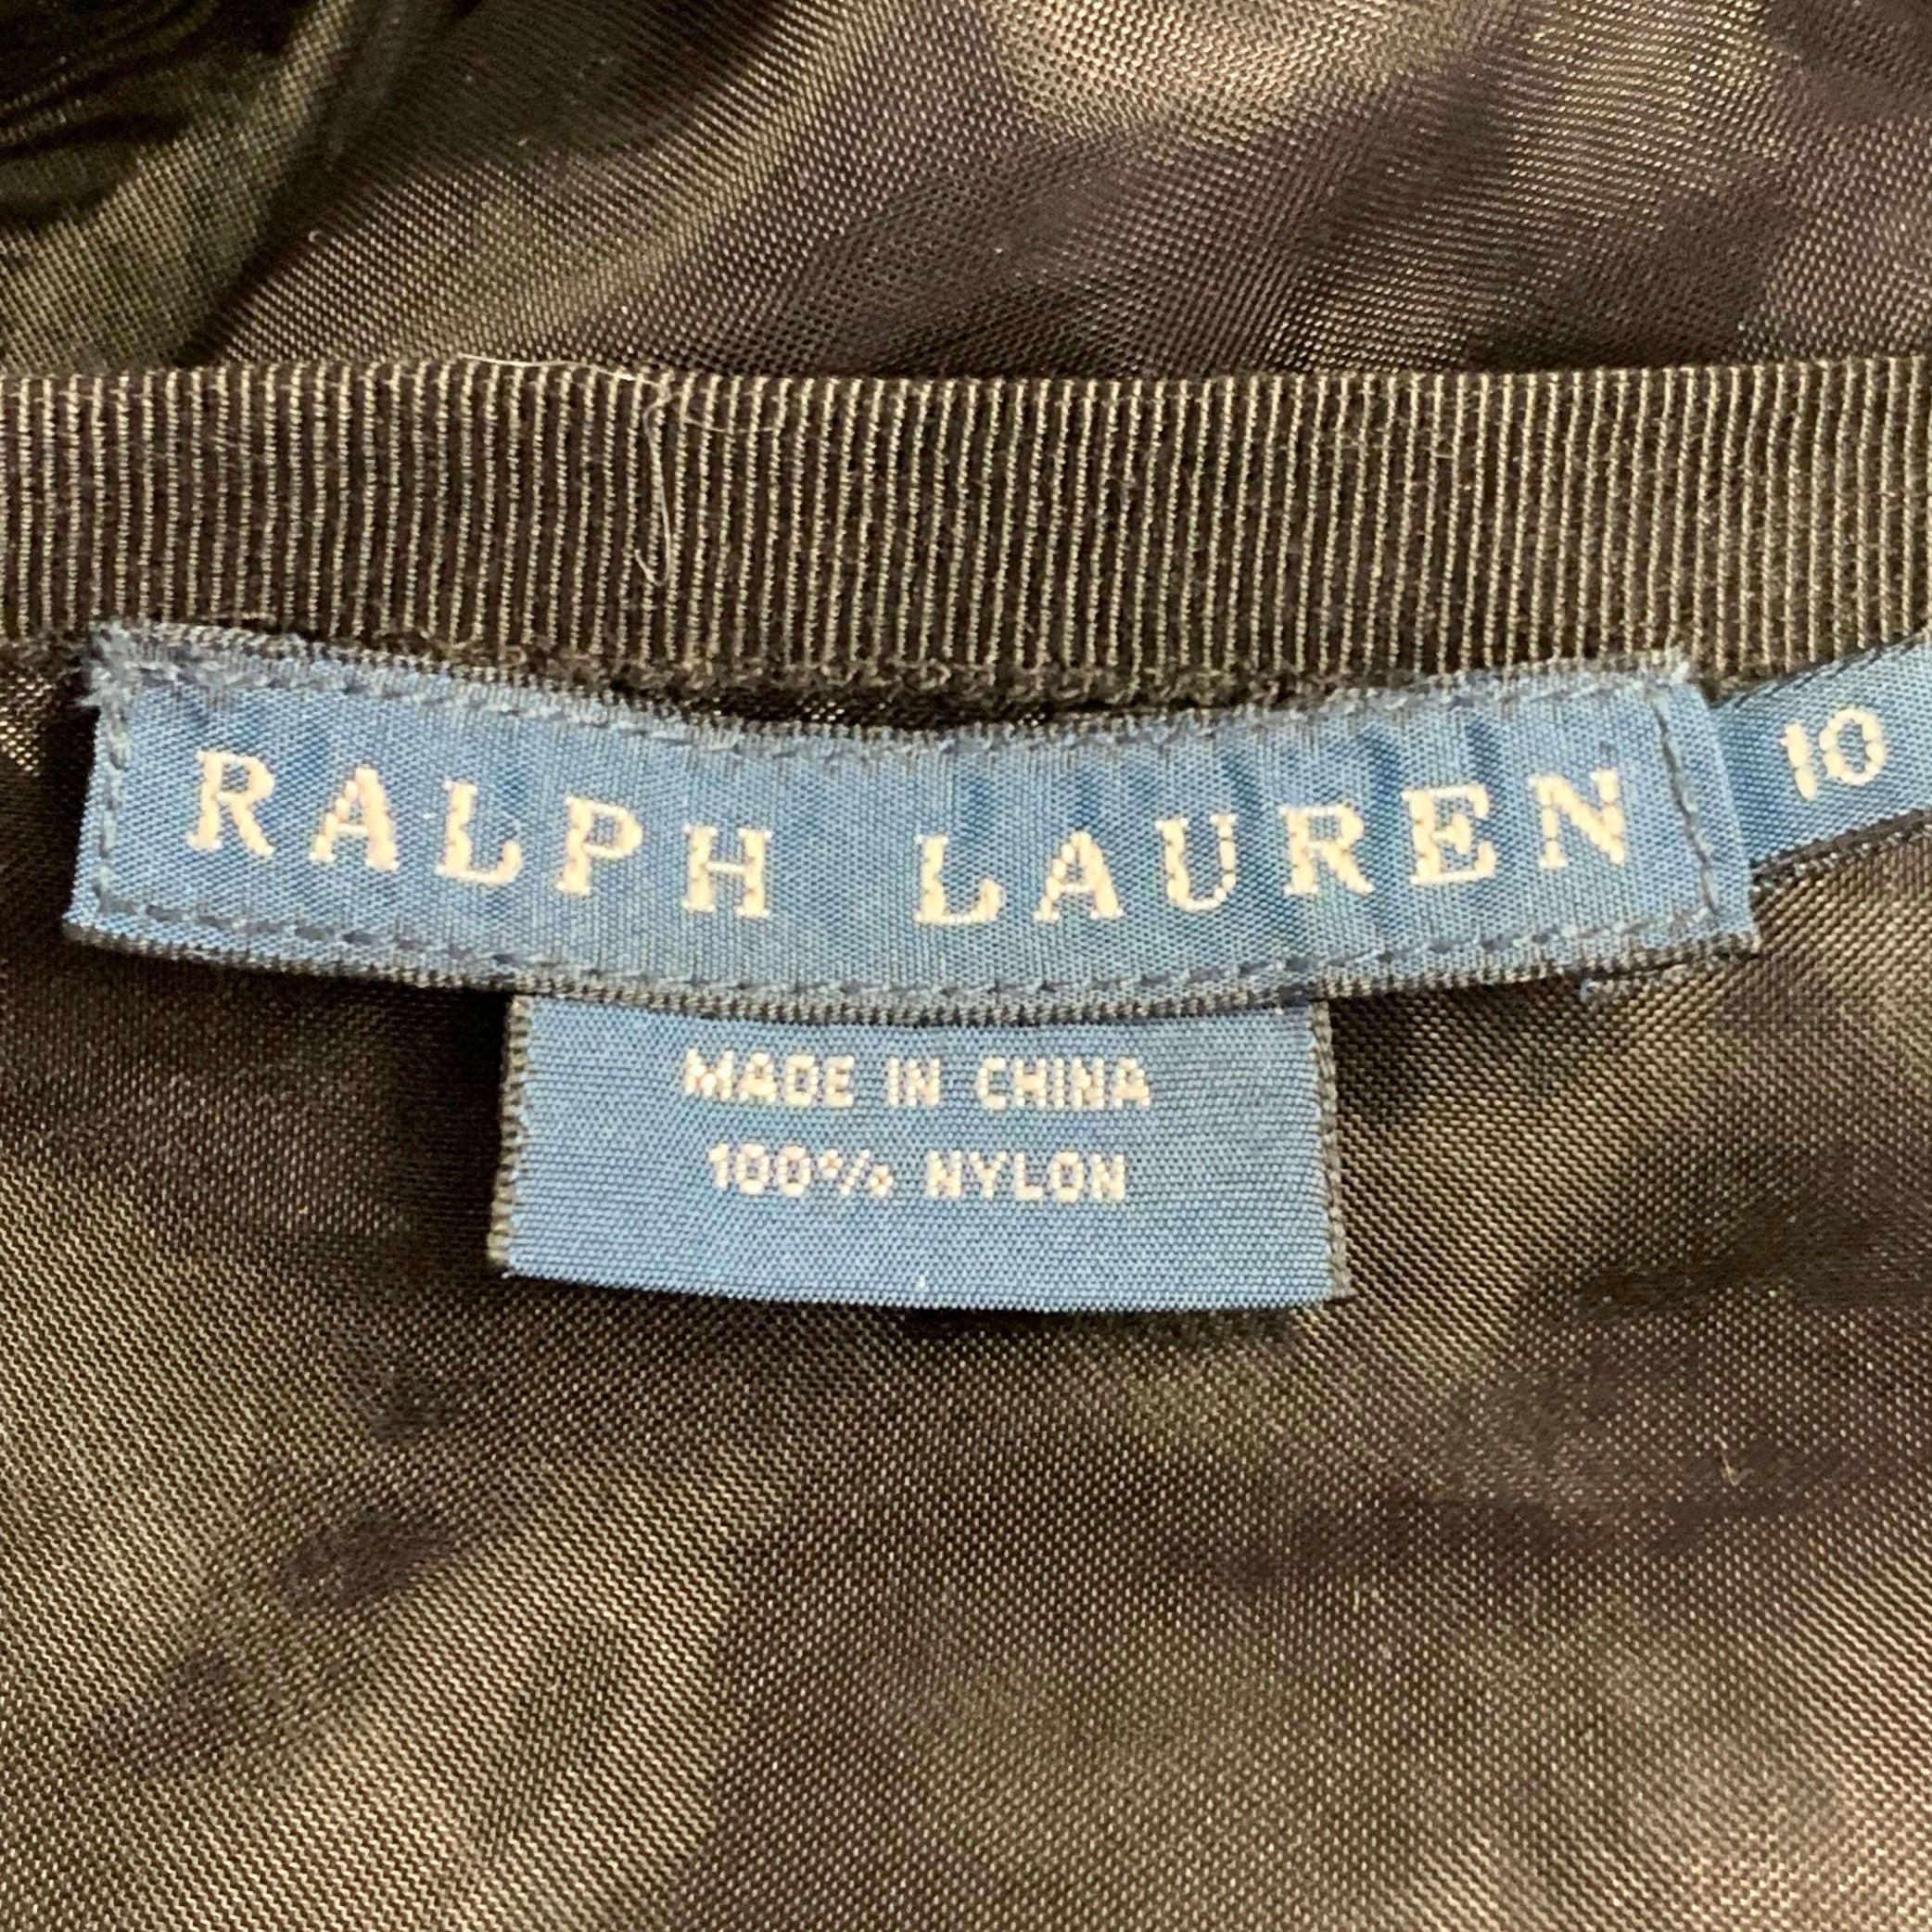 RALPH LAUREN
10
MADE IN CHINA
100% NYLON